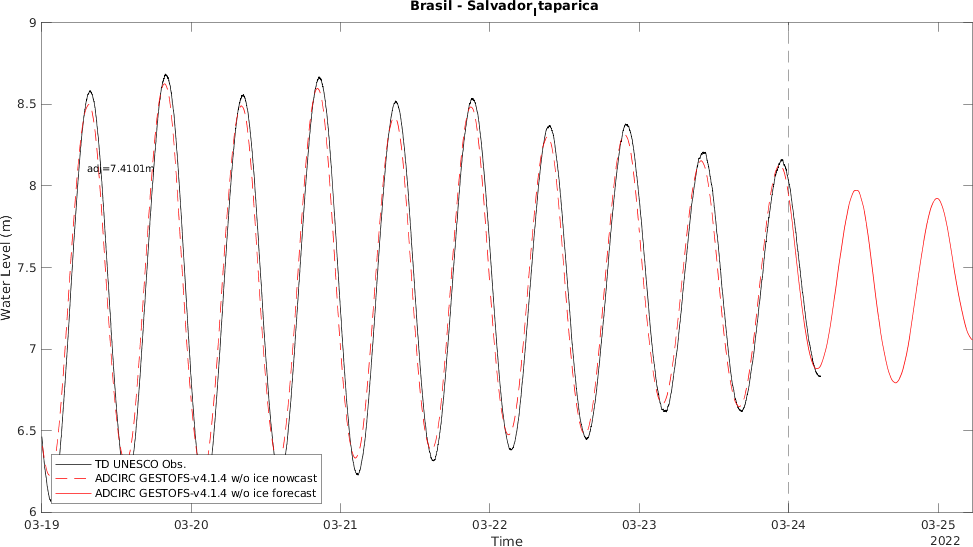 Brasil - Salvador_Itaparica
9
8.5
8
7.5
7
6.5
6
Water Level (m)
adj=7.4101m
TD UNESCO Obs.
ADCIRC GESTOFS-v4.1.4 w/o ice nowcast
ADCIRC GESTOFS-v4.1.4 w/o ice forecast
03-19 03-20 03-21 03-22 03-23 03-24 03-25
Time
2022